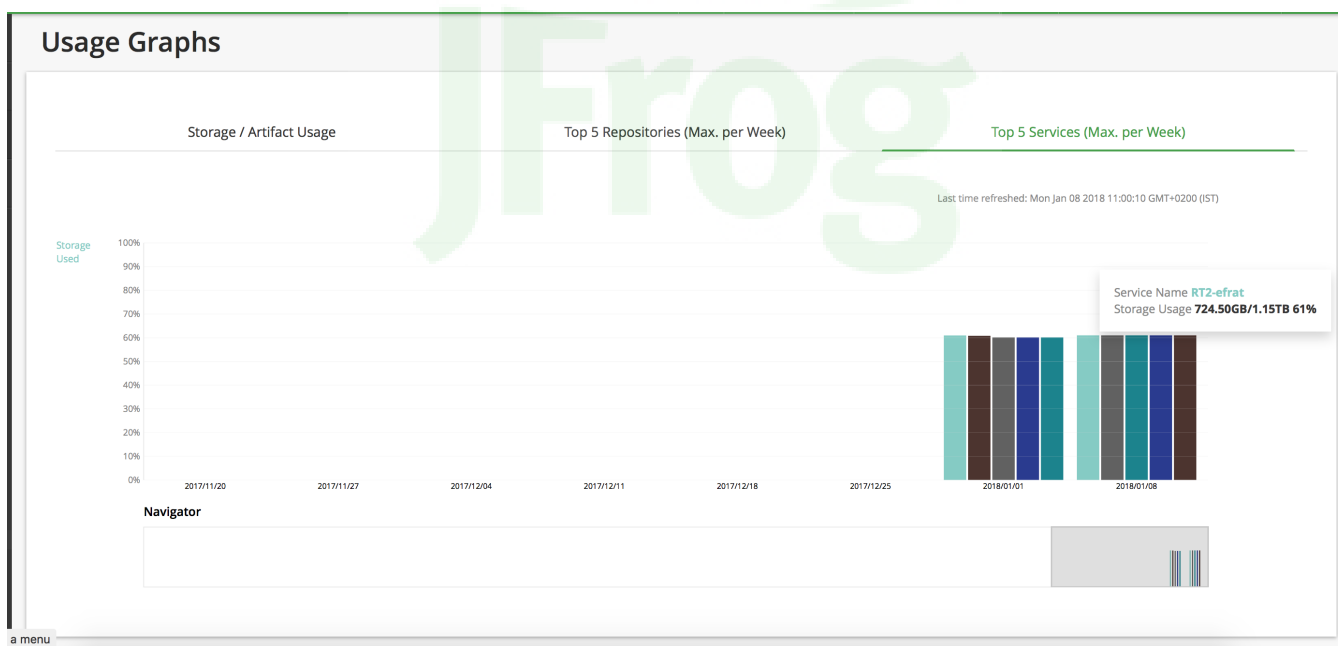 JFrog
Usage Graphs
Storage / Artifact Usage
Top 5 Repositories (Max. per Week)
Top 5 Services (Max. per Week)
Last time refreshed: Mon Jan 08 2018 11:00:10 GMT+0200 (IST)
Storage
Used
100%
90%
80%
70%
60%
50%
40%
30%
20%
10%
0%
Service Name RT2-efrat
Storage Usage 724.50GB/1.15TB 61%
2017/11/20
2017/11/27
2017/12/04
2017/12/11
2017/12/18
2017/12/25
2018/01/01
2018/01/08
Navigator
a menu